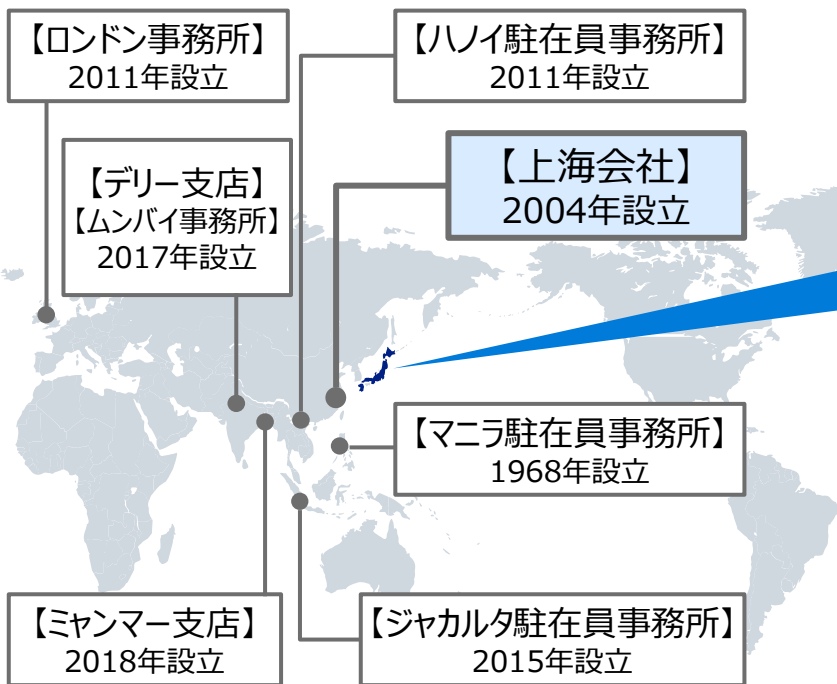 【ロンドン事務所】
2011年設立
【ハノイ駐在員事務所】
2011年設立
【デリー支店】
【ムンバイ事務所】
2017年設立
【上海会社】
2004年設立
【マニラ駐在員事務所】
1968年設立
【ミャンマー支店】
2018年設立
【ジャカルタ駐在員事務所】
2015年設立